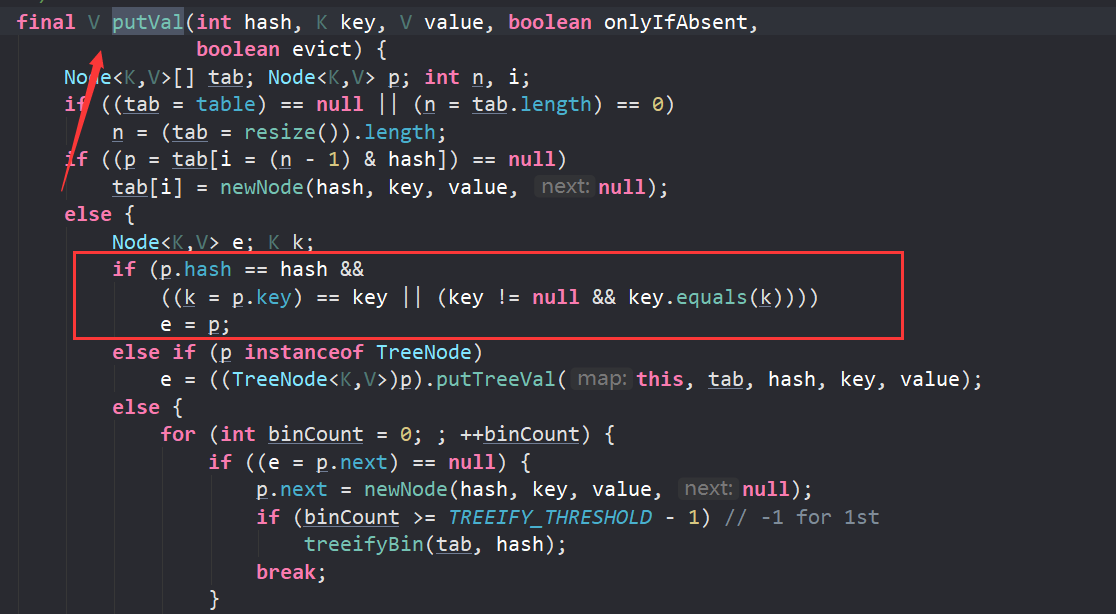 final V putVal(int hash, K key, V value, boolean onlyIfAbsent,
boolean evict) {
Node<K,V>[] tab; Node<K,V> p; int n, i;
if ((tab = table) == null || (n = tab.length) == 0)
n = (tab = resize()).length;
if ((p = tab[i = (n - 1) & hash]) == null)
tab[i] = newNode(hash, key, value, next: null);
else {
Node<K,V> e; K k;
if (p.hash == hash &&
((k = p.key) == key || (key != null && key.equals(k))))
e = p;
else if (p instanceof TreeNode)
e = ((TreeNode<K,V>)p).putTreeVal( map: this, tab, hash, key, value);
else {
for (int binCount = 0; ; ++binCount) {
if ((e = p.next) == null) {
p.next = newNode(hash, key, value, next: null);
if (binCount >= TREEIFY_THRESHOLD - 1) // -1 for 1st
treeifyBin(tab, hash);
break;
}